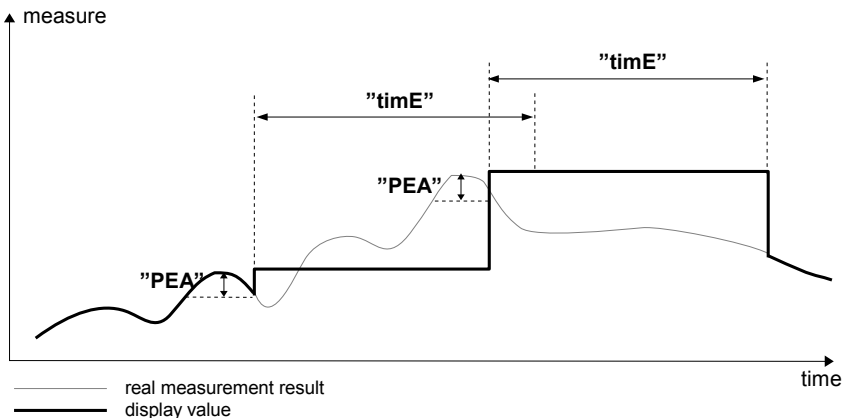 measure
”timE”
”timE”
”PEA”
”PEA”
time
real measurement result
display value